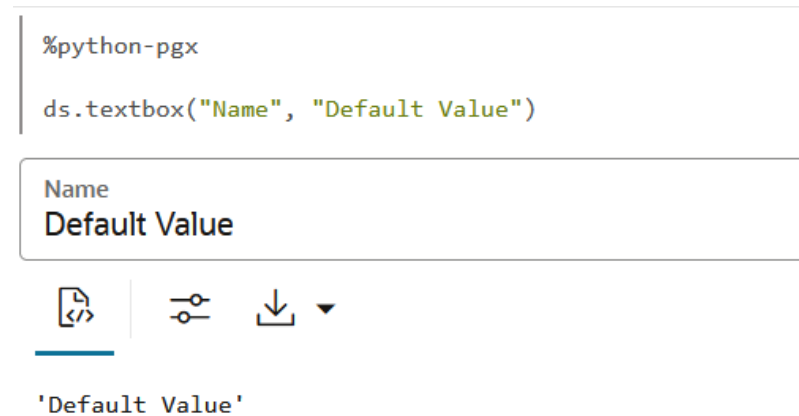 %python-pgx
ds.textbox("Name", "Default Value")
Name
Default Value
'Default Value'